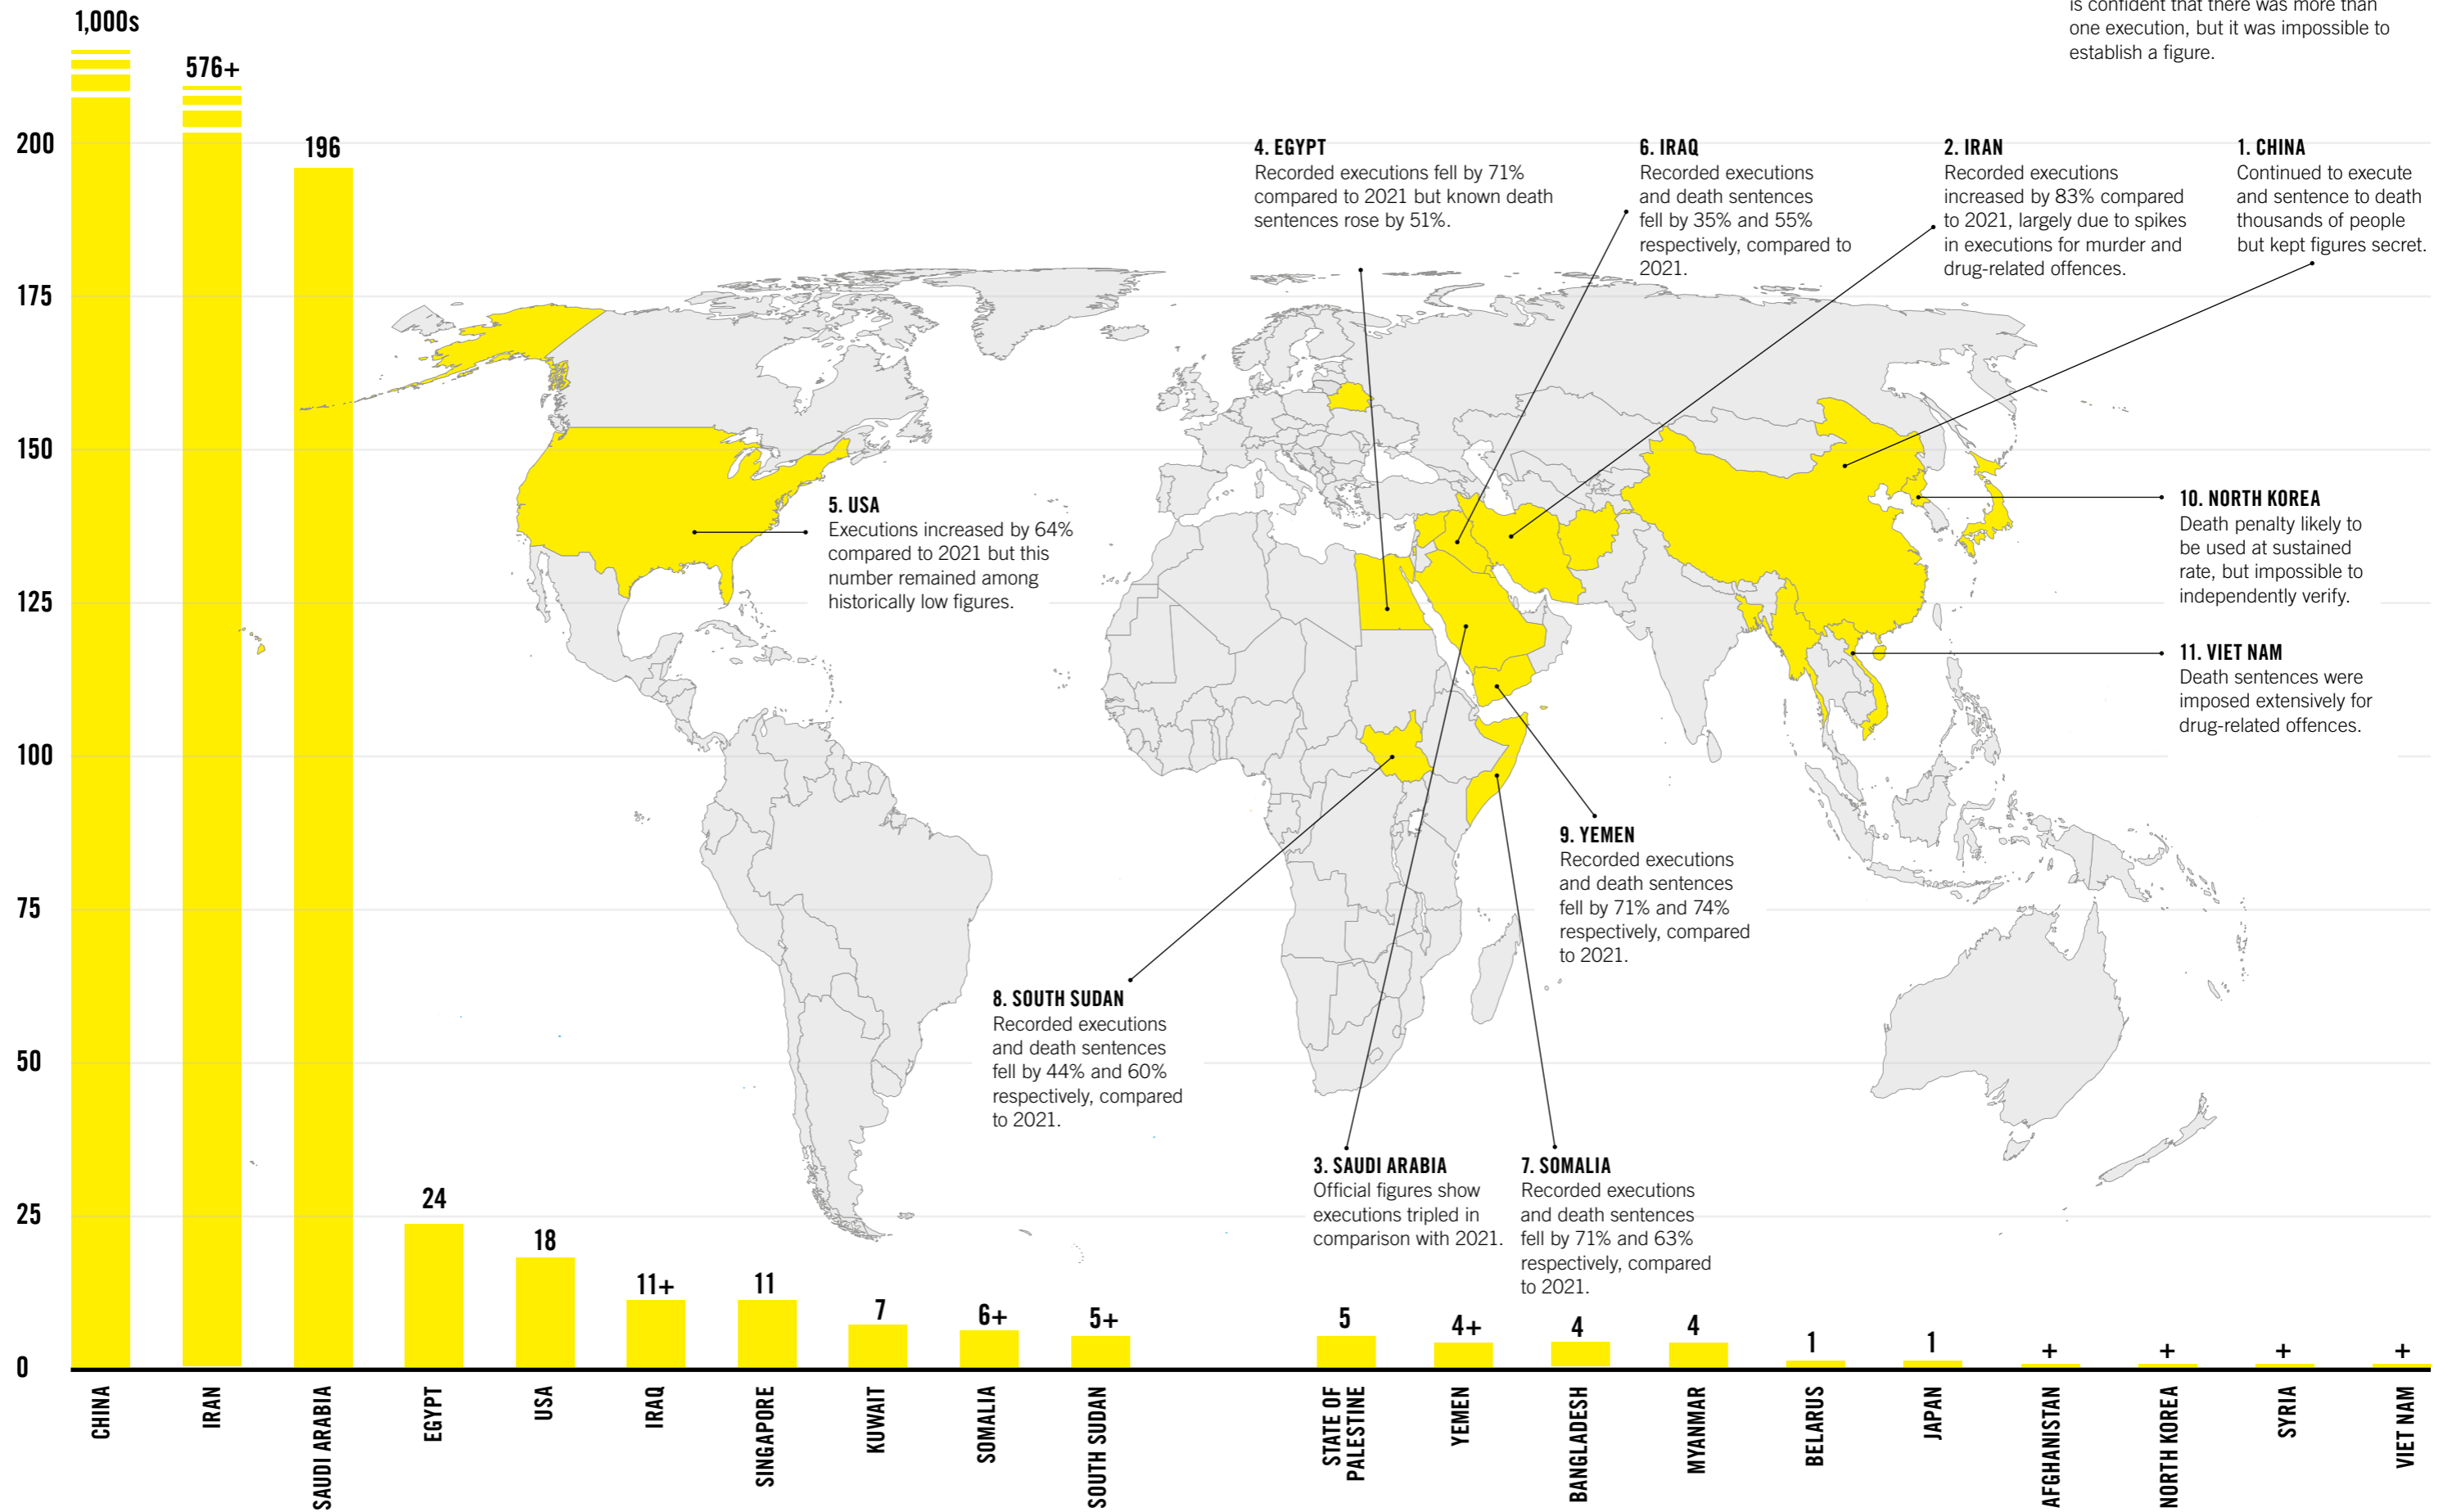 is confident that there was more than
one execution, but it was impossible to
establish a figure.
1,000s
576+
196
200
175
150
125
100
75
50
25
0
4. EGYPT
Recorded executions fell by 71%
compared to 2021 but known death
sentences rose by 51%.
6. IRAQ
Recorded executions
and death sentences
fell by 35% and 55%
respectively, compared to
2021.
2. IRAN
Recorded executions
increased by 83% compared
to 2021, largely due to spikes
in executions for murder and
drug-related offences.
1. CHINA
Continued to execute
and sentence to death
thousands of people
but kept figures secret.
5. USA
Executions increased by 64%
compared to 2021 but this
number remained among
historically low figures.
10. NORTH KOREA
Death penalty likely to
be used at sustained
rate, but impossible to
independently verify.
11. VIET NAM
Death sentences were
imposed extensively for
drug-related offences.
9. YEMEN
Recorded executions
and death sentences
fell by 71% and 74%
respectively, compared
to 2021.
8. SOUTH SUDAN
Recorded executions
and death sentences
fell by 44% and 60%
respectively, compared
to 2021.
3. SAUDI ARABIA
Official figures show
executions tripled in
comparison with 2021.
7. SOMALIA
Recorded executions
and death sentences
fell by 71% and 63%
respectively, compared
to 2021.
24
18
11+
11
7
6+
5+
5
4+
4
4
1
1
+
+
+
+
CHINA
IRAN
SAUDI ARABIA
EGYPT
USA
IRAQ
SINGAPORE
KUWAIT
SOMALIA
SOUTH SUDAN
STATE OF
PALESTINE
YEMEN
BANGLADESH
MYANMAR
BELARUS
JAPAN
AFGHANISTAN
NORTH KOREA
SYRIA
VIET NAM